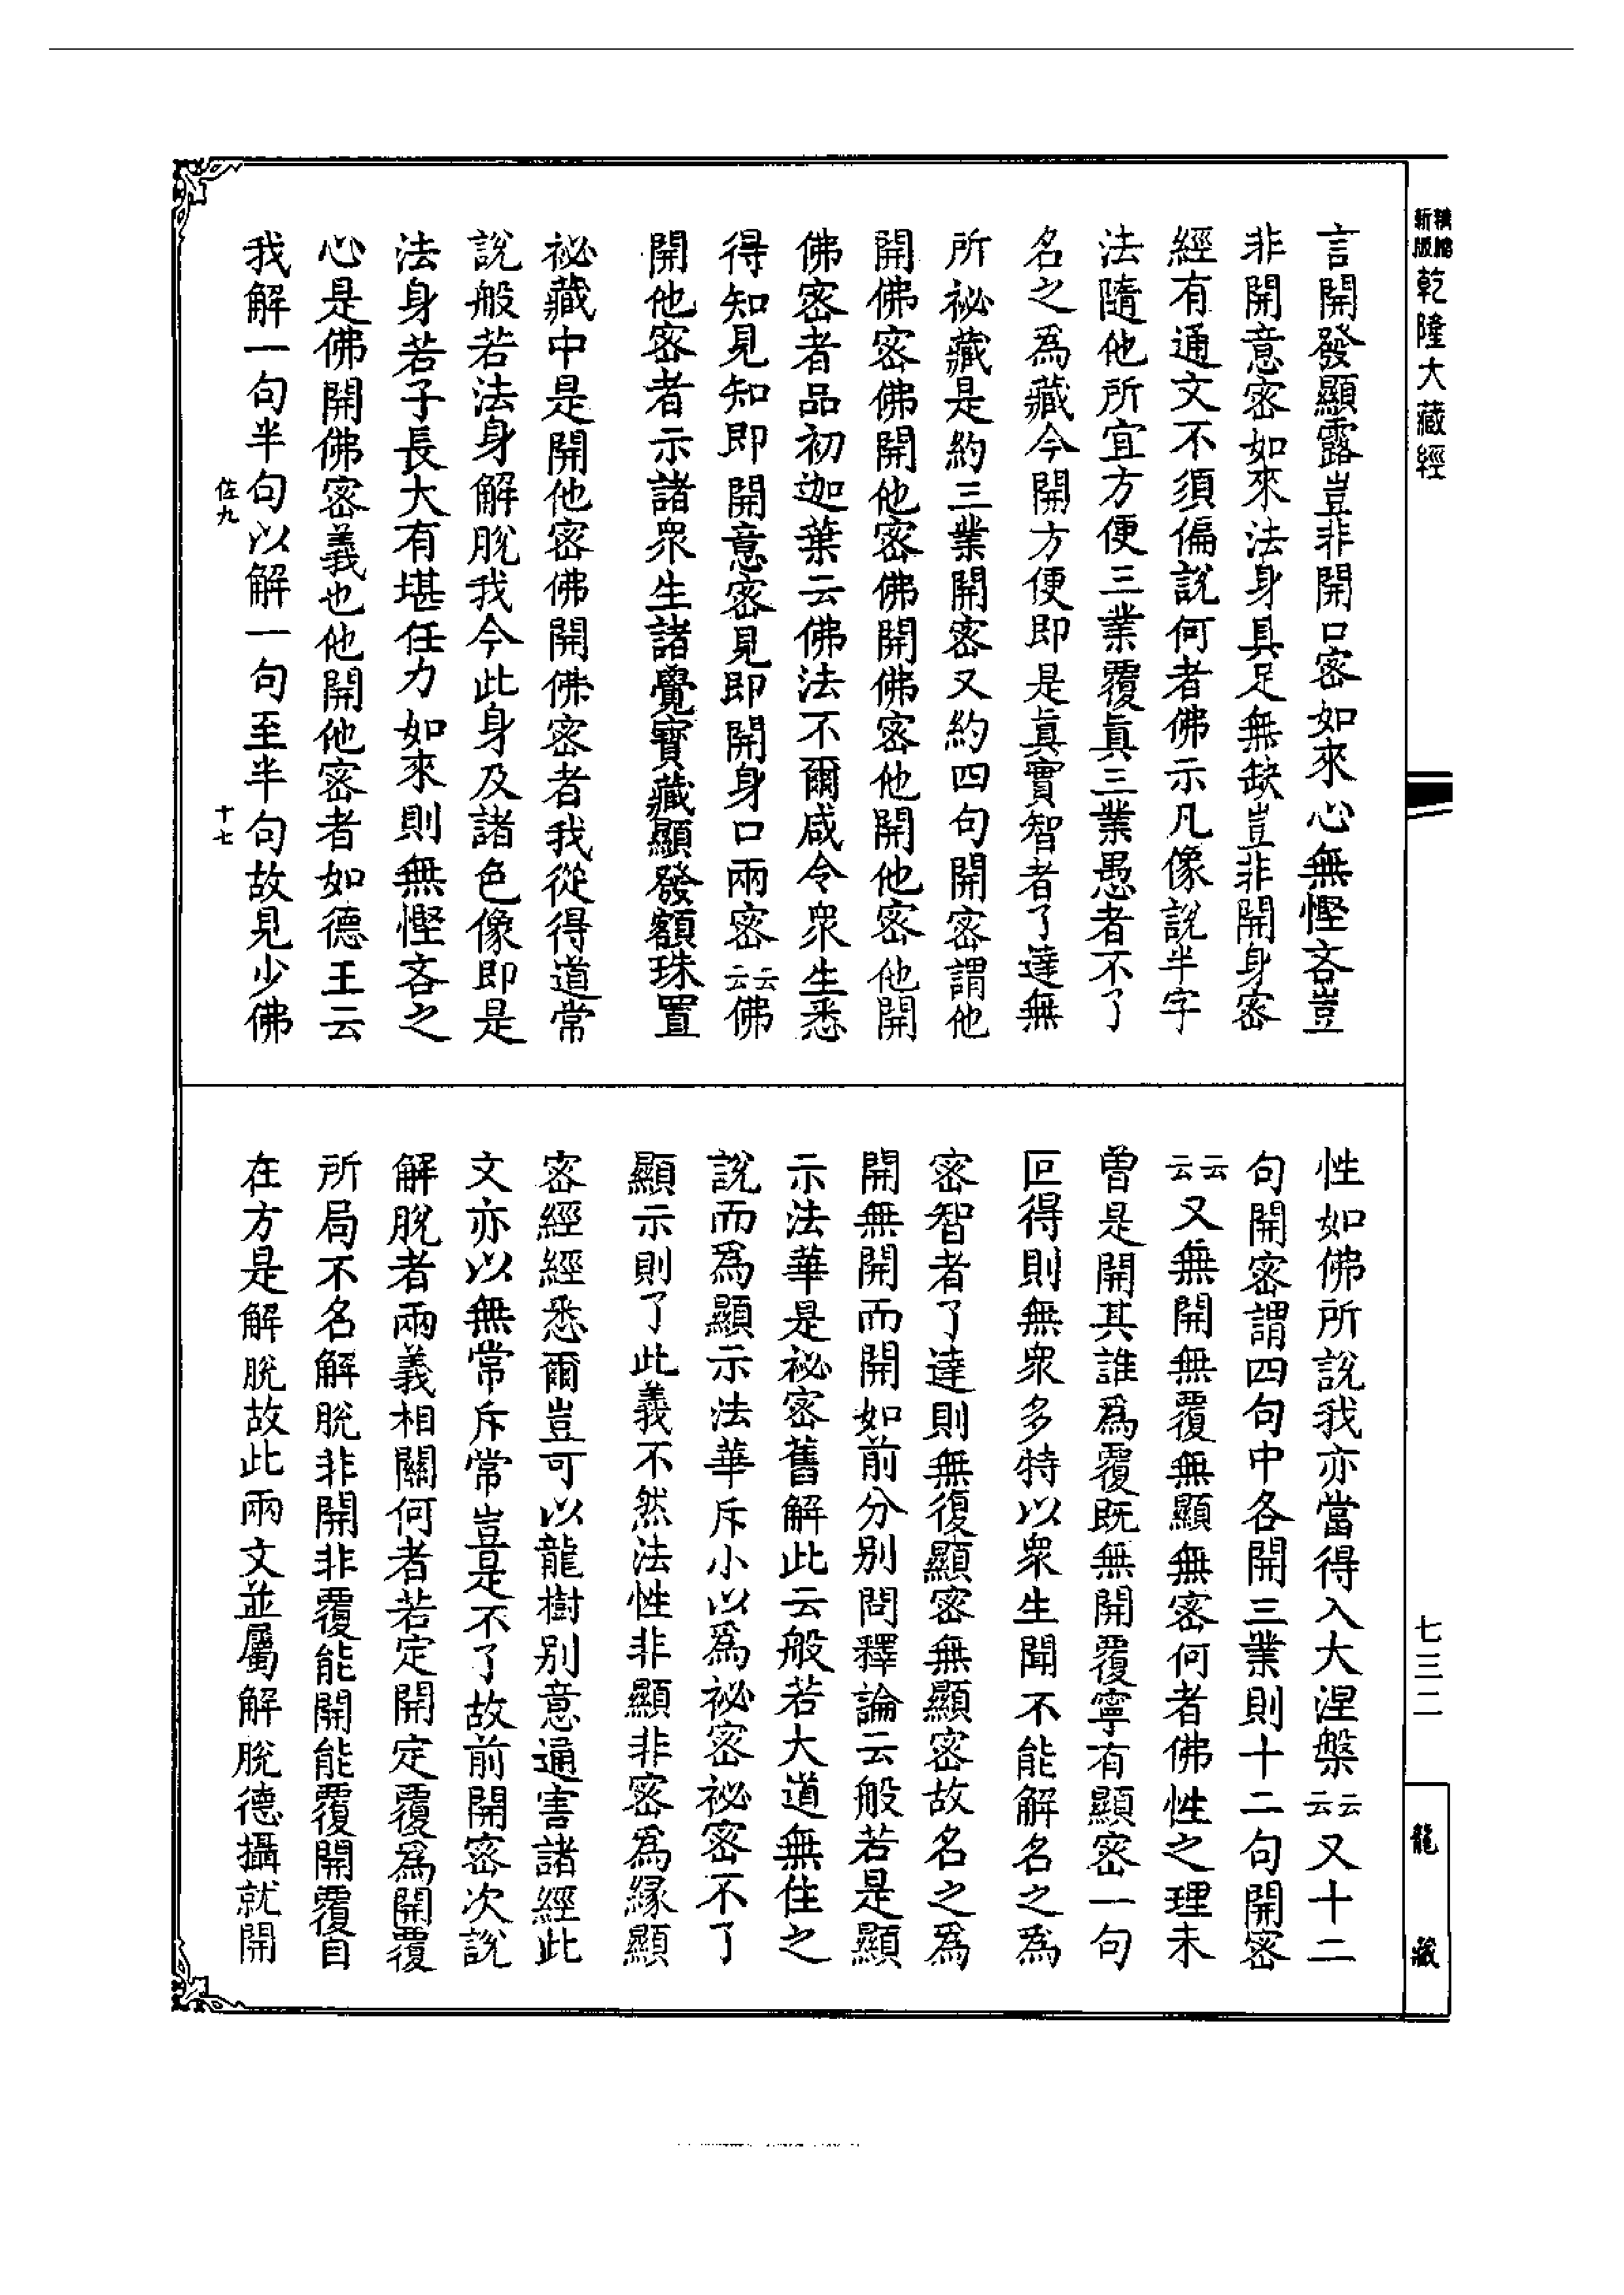 精縮新版乾隆大藏經
言開發顯露豈非開口密如來心無慳吝豈
非開意密如來法身具足無缺豈非開身密
經有通文不須偏說何者佛示凡像說半字
法隨他所宜方便三業覆眞三業愚者不了
名之爲藏今開方便即是眞實智者了達無
所祕藏是約三業開密又約四句開密謂他
開佛密佛開他密佛開佛密他開他密他開
佛密者品初迦葉云佛法不爾咸令眾生悉
得知見知即開意密見即開身口兩密云云佛
開他密者示諸眾生諸覺寶藏顯發額珠置
祕藏中是開他密佛開佛密者我從得道常
說般若法身解脫我今此身及諸色像即是
法身若子長大有堪任力如來則無慳吝之
心是佛開佛密義也他開他密者如德王云
我解一句半句以解一句至半句故見少佛
佐九
十七
性如佛所說我亦當得入大涅槃云云又十二
句開密謂四句中各開三業則十二句開密
云云又無開無覆無顯無密何者佛性之理未
曾是開其誰爲覆既無開覆寧有顯密一句
叵得則無眾多特以眾生聞不能解名之爲
密智者了達則無復顯密無顯密故名之爲
開無開而開如前分別問釋論云般若是顯
示法華是祕密舊解此云般若大道無住之
說而爲顯示法華斥小以爲祕密祕密不了
顯示則了此義不然法性非顯非密爲緣顯
密經經悉爾豈可以龍樹別意通害諸經此
文亦以無常斥常豈是不了故前開密次說
解脫者兩義相關何者若定開定覆爲開覆
所局不名解脫非開非覆能開能覆開覆自
在方是解脫故此兩文並屬解脫德攝就開
七三二
龍藏